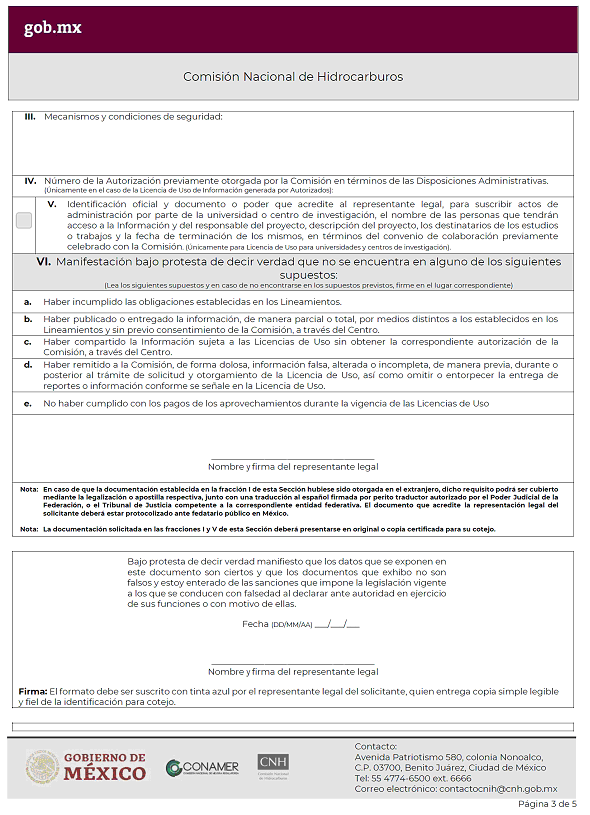 gob.mx
Comisión Nacional de Hidrocarburos
III. Mecanismos y condiciones de seguridad:
IV. Número de la Autorización previamente otorgada por la Comisión en términos de las Disposiciones Administrativas.
(Únicamente en el caso de la Licencia de Uso de Información generada por Autorizados):
V. Identificación oficial y documento o poder que acredite al representante legal, para suscribir actos de
administración por parte de la universidad o centro de investigación, el nombre de las personas que tendrán
acceso a la Información y del responsable del proyecto, descripción del proyecto, los destinatarios de los estudios
o trabajos y la fecha de terminación de los mismos, en términos del convenio de colaboración previamente
celebrado con la Comisión. (Únicamente para Licencia de Uso para universidades y centros de investigación).
VI. Manifestación bajo protesta de decir verdad que no se encuentra en alguno de los siguientes
supuestos:
(Lea los siguientes supuestos y en caso de no encontrarse en los supuestos previstos, firme en el lugar correspondiente)
a. Haber incumplido las obligaciones establecidas en los Lineamientos.
b. Haber publicado o entregado la información, de manera parcial o total, por medios distintos a los establecidos en los
Lineamientos y sin previo consentimiento de la Comisión, a través del Centro.
c. Haber compartido la Información sujeta a las Licencias de Uso sin obtener la correspondiente autorización de la
Comisión, a través del Centro.
d. Haber remitido a la Comisión, de forma dolosa, información falsa, alterada o incompleta, de manera previa, durante o
posterior al trámite de solicitud y otorgamiento de la Licencia de Uso, así como omitir o entorpecer la entrega de
reportes o información conforme se señale en la Licencia de Uso.
e. No haber cumplido con los pagos de los aprovechamientos durante la vigencia de las Licencias de Uso
Nombre y firma del representante legal
Nota: En caso de que la documentación establecida en la fracción I de esta Sección hubiese sido otorgada en el extranjero, dicho requisito podrá ser cubierto
mediante la legalización o apostilla respectiva, junto con una traducción al español firmada por perito traductor autorizado por el Poder Judicial de la
Federación, o el Tribunal de Justicia competente a la correspondiente entidad federativa. El documento que acredite la representación legal del
solicitante deberá estar protocolizado ante fedatario público en México.
Nota: La documentación solicitada en las fracciones I y V de esta Sección deberá presentarse en original o copia certificada para su cotejo.
Bajo protesta de decir verdad manifiesto que los datos que se exponen en
este documento son ciertos y que los documentos que exhibo no son
falsos y estoy enterado de las sanciones que impone la legislación vigente
a los que se conducen con falsedad al declarar ante autoridad en ejercicio
de sus funciones o con motivo de ellas.
Fecha (DD/MM/AA) ___/___/___
Nombre y firma del representante legal
Firma: El formato debe ser suscrito con tinta azul por el representante legal del solicitante, quien entrega copia simple legible
y fiel de la identificación para cotejo.
GOBIERNO DE
MÉXICO
CONAMER
CNH
Comisión Nacional
de Hidrocarburos
Contacto:
Avenida Patriotismo 580, colonia Nonoalco,
C.P. 03700, Benito Juárez, Ciudad de México
Tel: 55 4774-6500 ext. 6666
Correo electrónico: contactocnih@cnh.gob.mx
Página 3 de 5